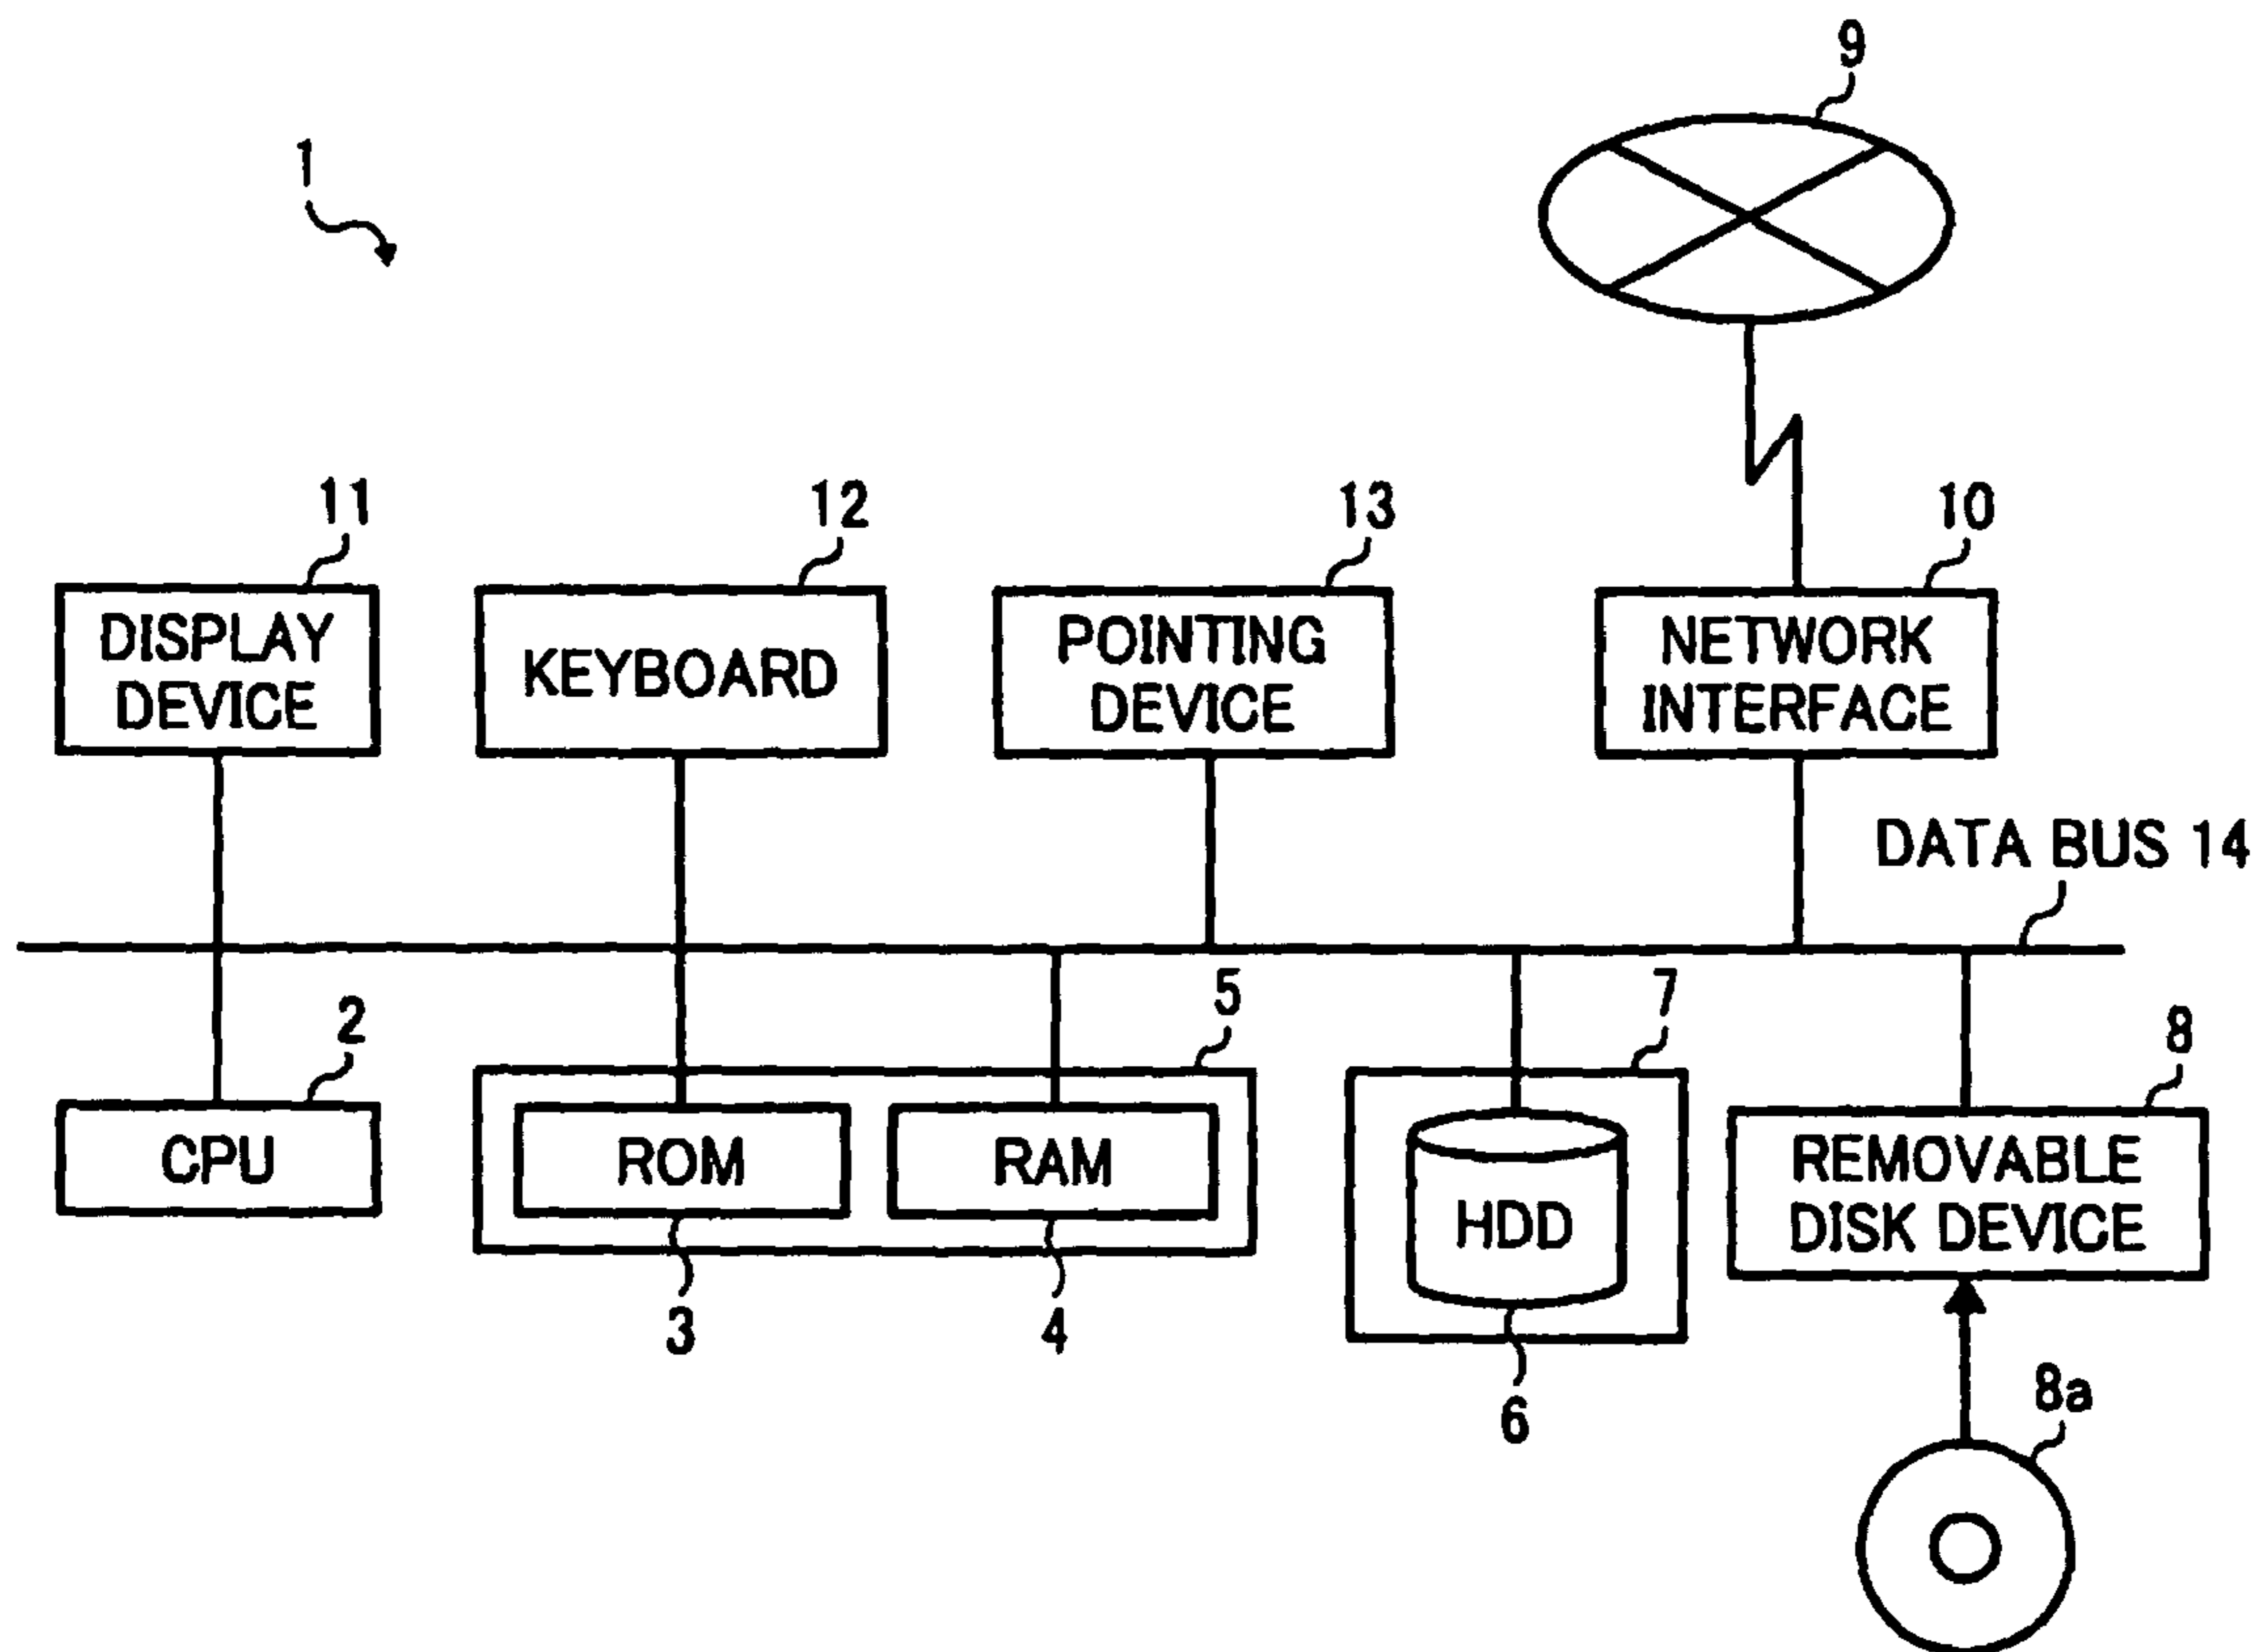 9
1
11
12
13
10
DISPLAY
DEVICE
KEYBOARD
POINTING
DEVICE
NETWORK
INTERFACE
DATA BUS 14
2
5
7
8
CPU
ROM
RAM
HDD
REMOVABLE
DISK DEVICE
3
4
6
8a